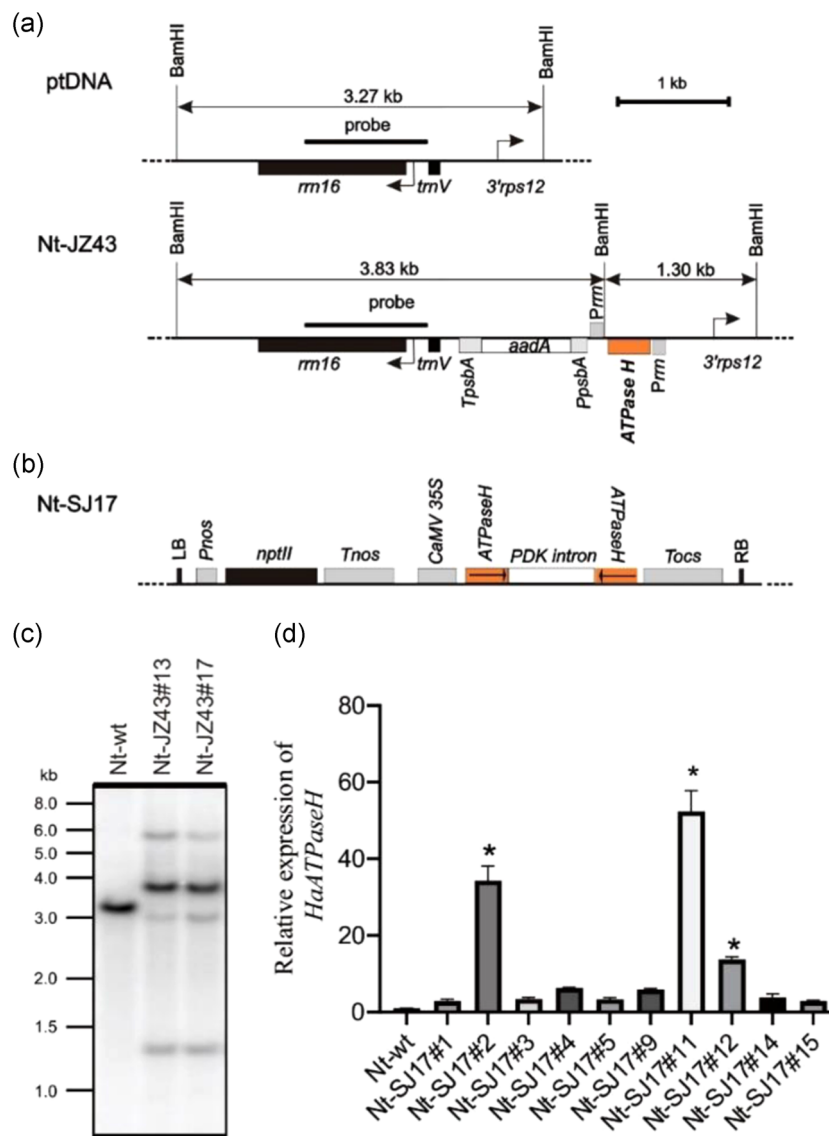 (a)
ptDNA
BamHI
BamHI
3.27 kb
1 kb
probe
rrn16
trnV
3'rps12
Nt-JZ43
BamHI
BamHI
BamHI
3.83 kb
1.30 kb
probe
Prrn
rrn16
trnV
TpsbA
aadA
PpsbA
ATPase H
Prrn
3'rps12
(b)
Nt-SJ17
LB
Pnos
nptII
Tnos
CaMV 35S
ATPaseH
PDK intron
ATPaseH
Tocs
RB
(c)
Nt-wt
Nt-JZ43#13
Nt-JZ43#17
kb
8.0
6.0
5.0
4.0
3.0
2.0
1.5
1.0
(d)
Relative expression of
HaATPaseH
80
60
40
20
0
*
*
*
Nt-wt
Nt-SJ17#1
Nt-SJ17#2
Nt-SJ17#3
Nt-SJ17#4
Nt-SJ17#5
Nt-SJ17#9
Nt-SJ17#11
Nt-SJ17#12
Nt-SJ17#14
Nt-SJ17#15